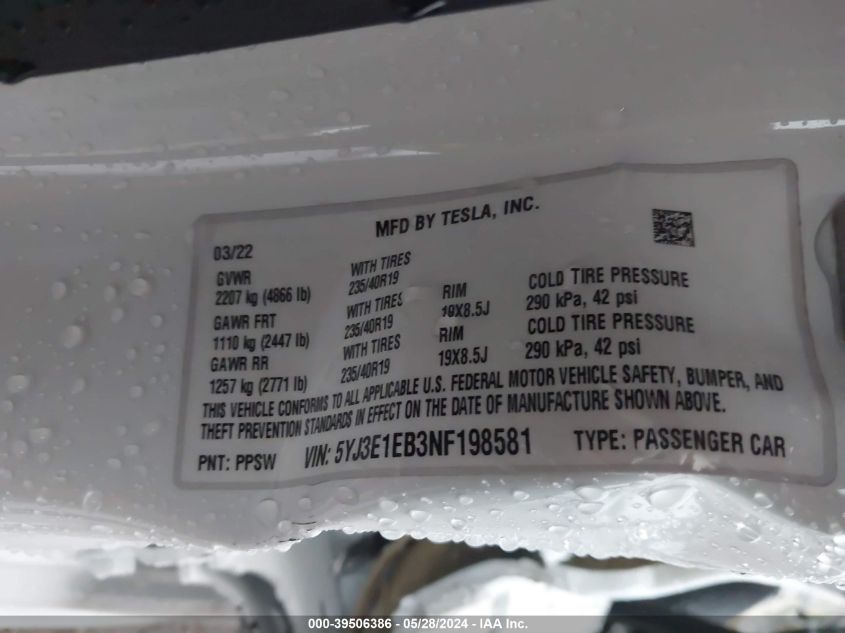 MFD BY TESLA, INC.
03/22
GVWR WITH TIRES
2207 kg (4866 lb) 235/40R19 RIM COLD TIRE PRESSURE
GAWR FRT WITH TIRES 19X8.5J 290 kPa, 42 psi
1110 kg (2447 lb) 235/40R19 RIM COLD TIRE PRESSURE
GAWR RR WITH TIRES 19X8.5J 290 kPa, 42 psi
1257 kg (2771 lb) 235/40R19
THIS VEHICLE CONFORMS TO ALL APPLICABLE U.S. FEDERAL MOTOR VEHICLE SAFETY, BUMPER, AND
THEFT PREVENTION STANDARDS IN EFFECT ON THE DATE OF MANUFACTURE SHOWN ABOVE.
PNT: PPSW VIN: 5YJ3E1EB3NF198581 TYPE: PASSENGER CAR
000-39506386 - 05/28/2024 - IAA Inc.